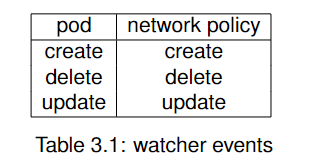 pod network policy
create create
delete delete
update update
Table 3.1: watcher events